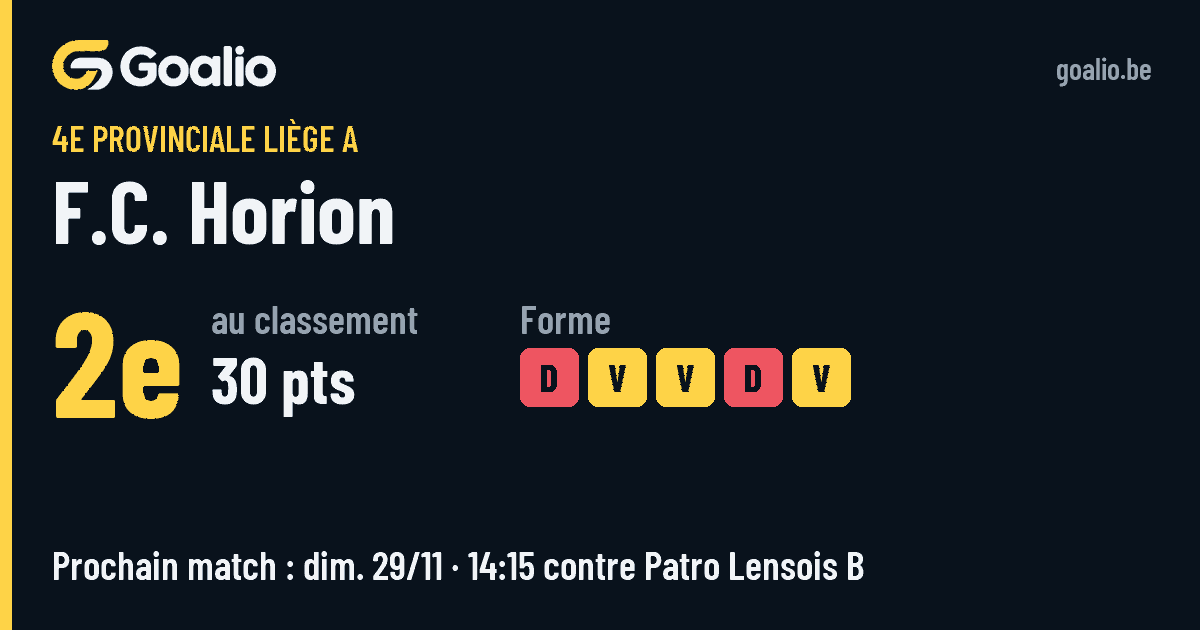 Goalio
goalio.be
4E PROVINCIALE LIÈGE A
F.C. Horion
2e
au classement
30 pts
Forme
D V V D V
Prochain match : dim. 29/11 · 14:15 contre Patro Lensois B